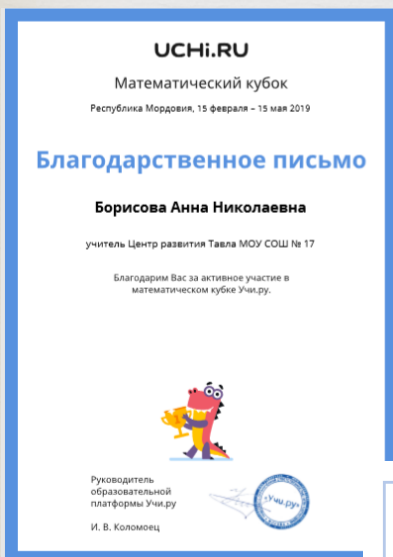 UCHi.RU
Математический кубок
Республика Мордовия, 15 февраля – 15 мая 2019
Благодарственное письмо
Борисова Анна Николаевна
учитель Центр развития Тавла МОУ СОШ № 17
Благодарим Вас за активное участие в
математическом кубке Учи.ру.
Руководитель
образовательной
платформы Учи.ру
И. В. Коломоец
«Учи.ру»